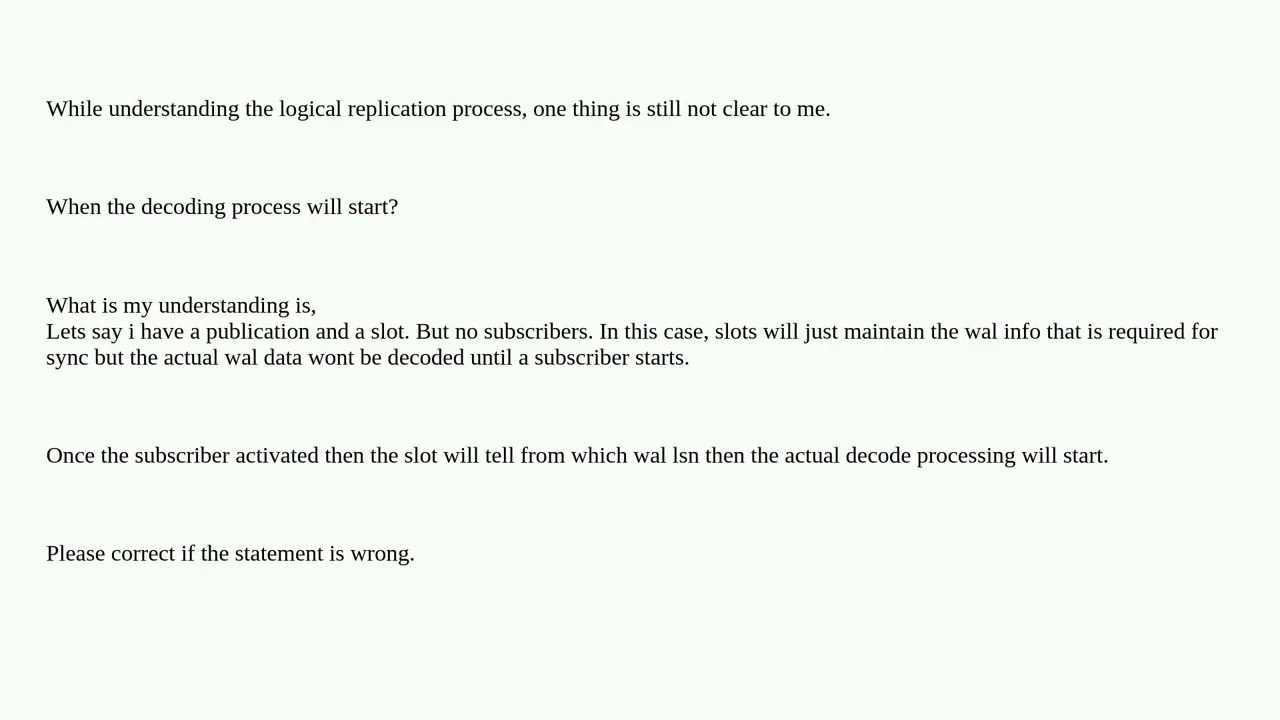 While understanding the logical replication process, one thing is still not clear to me.
When the decoding process will start?
What is my understanding is,
Lets say i have a publication and a slot. But no subscribers. In this case, slots will just maintain the wal info that is required for
sync but the actual wal data wont be decoded until a subscriber starts.
Once the subscriber activated then the slot will tell from which wal lsn then the actual decode processing will start.
Please correct if the statement is wrong.